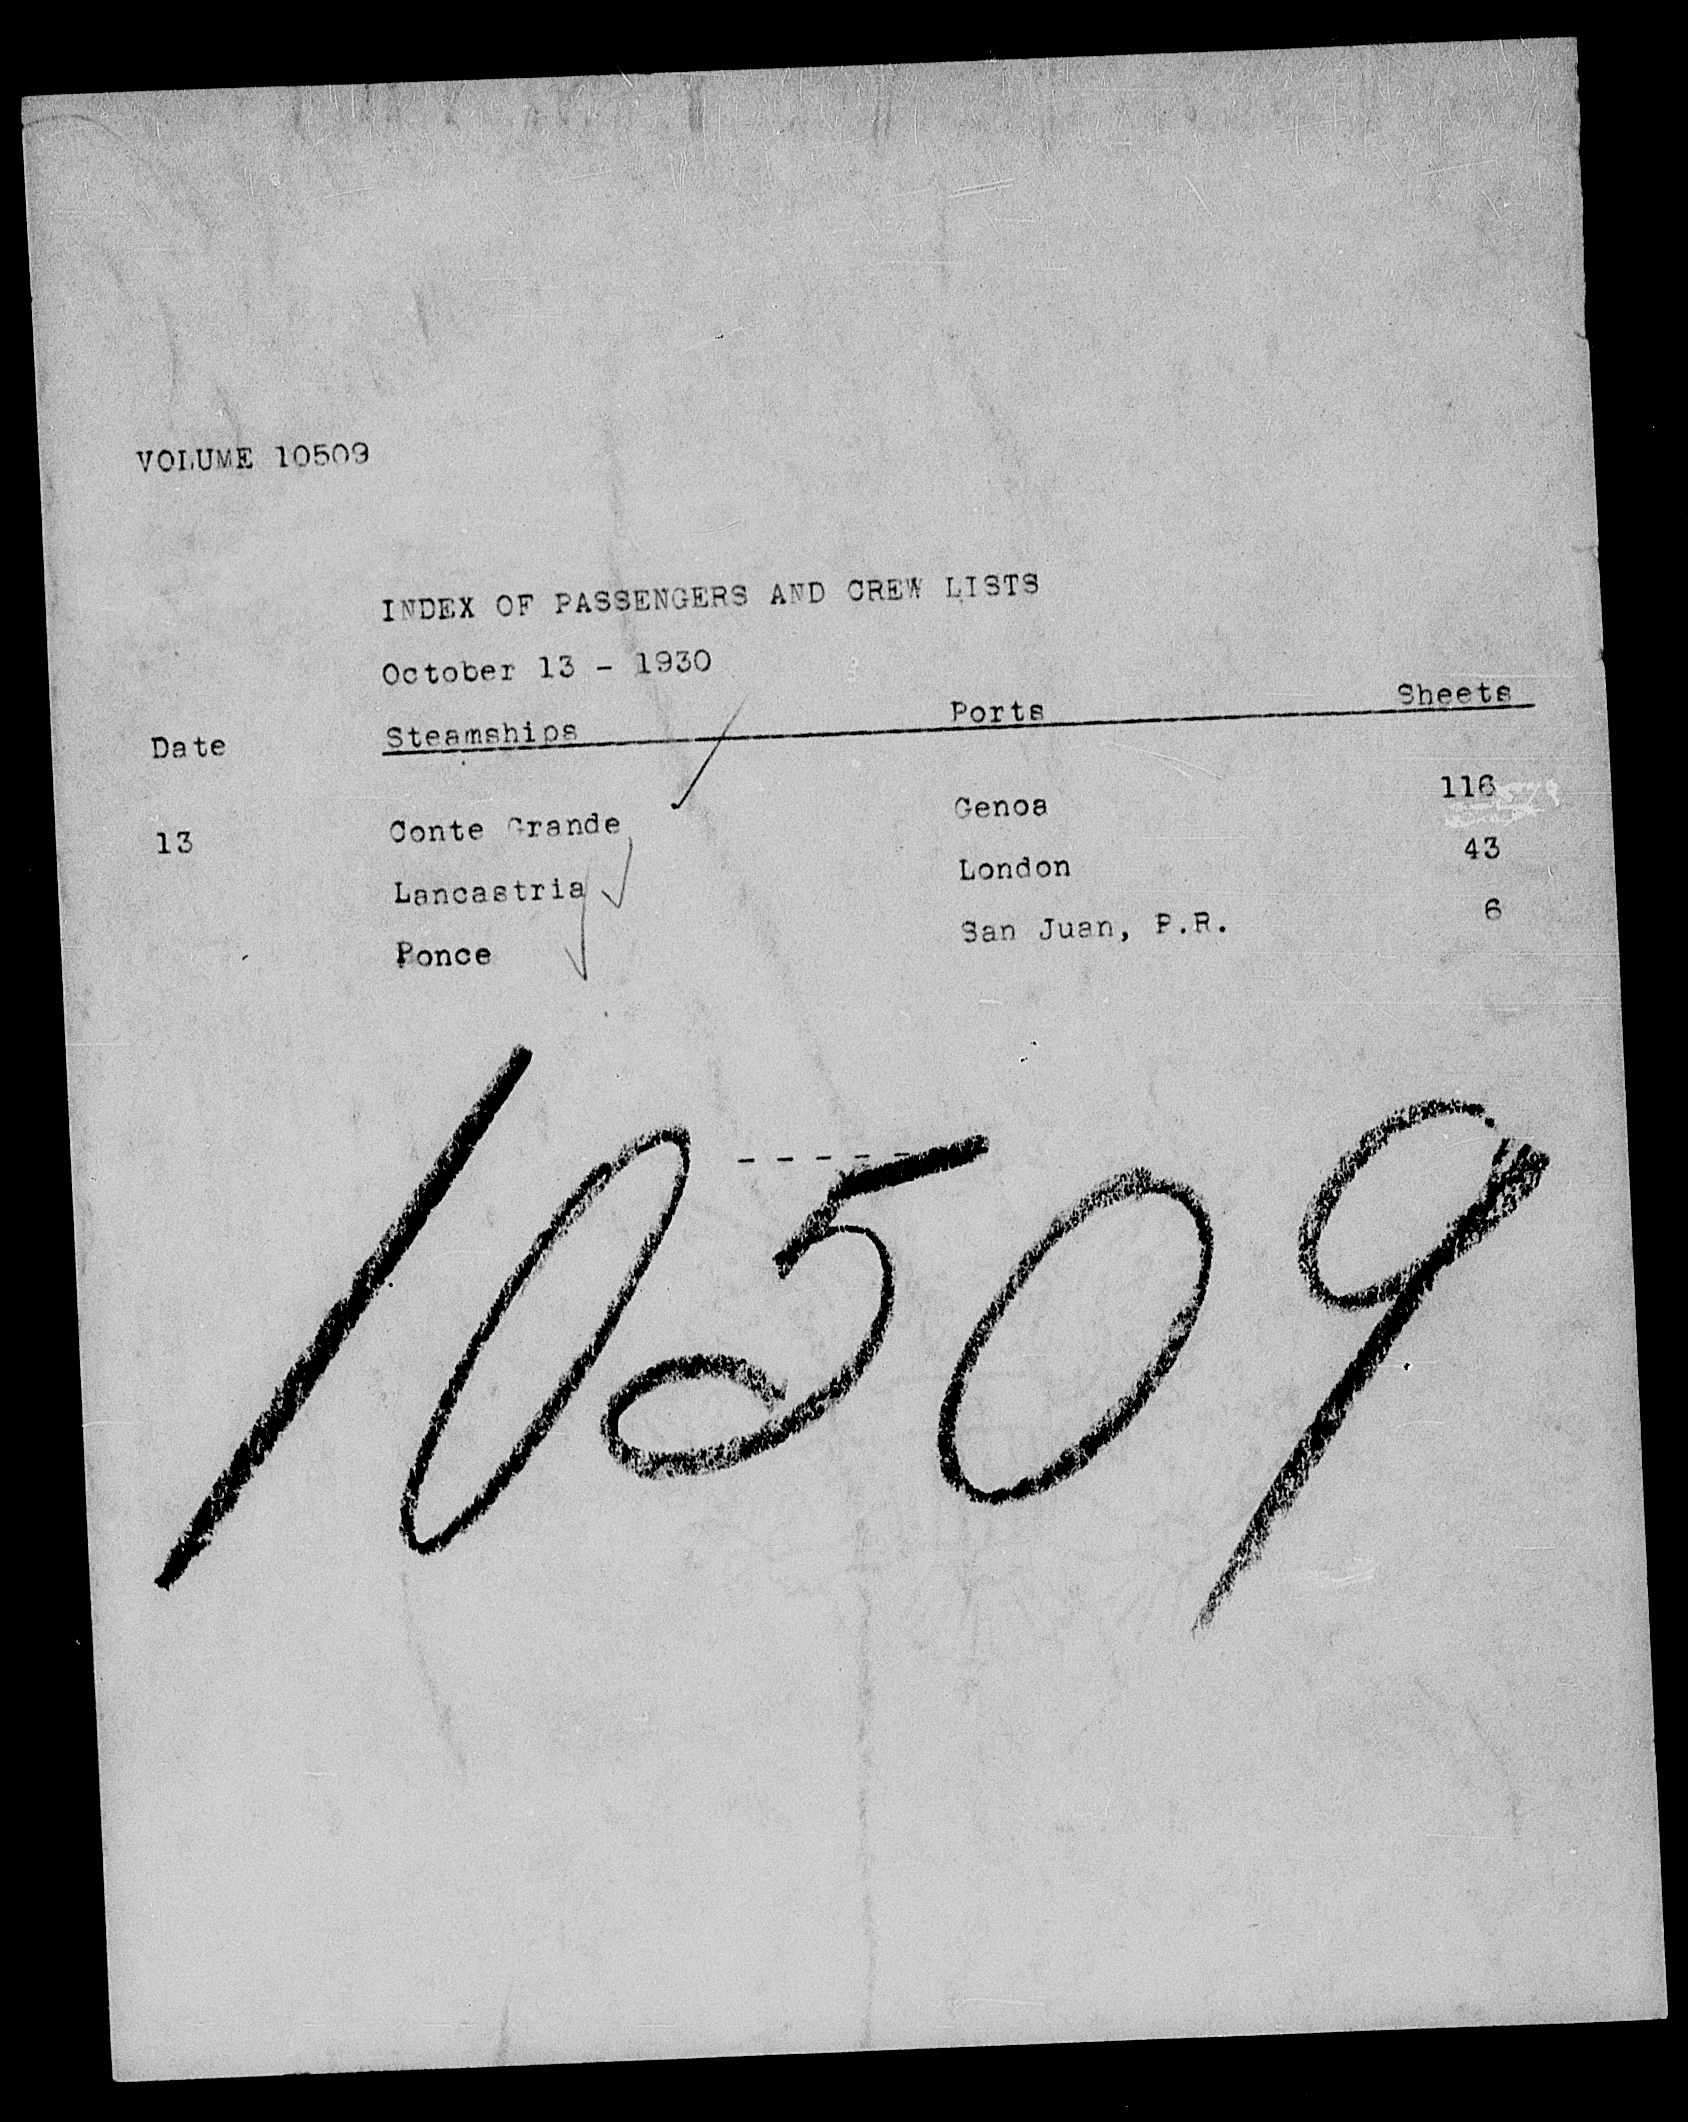 VOLUME 10509
INDEX OF PASSENGERS AND CREW LISTS
October 13 - 1930
Date Steamships Ports Sheets
13 Conte Grande Genoa 116
Lancastria London 43
Ponce San Juan, P.R. 6
- - - - -
10509